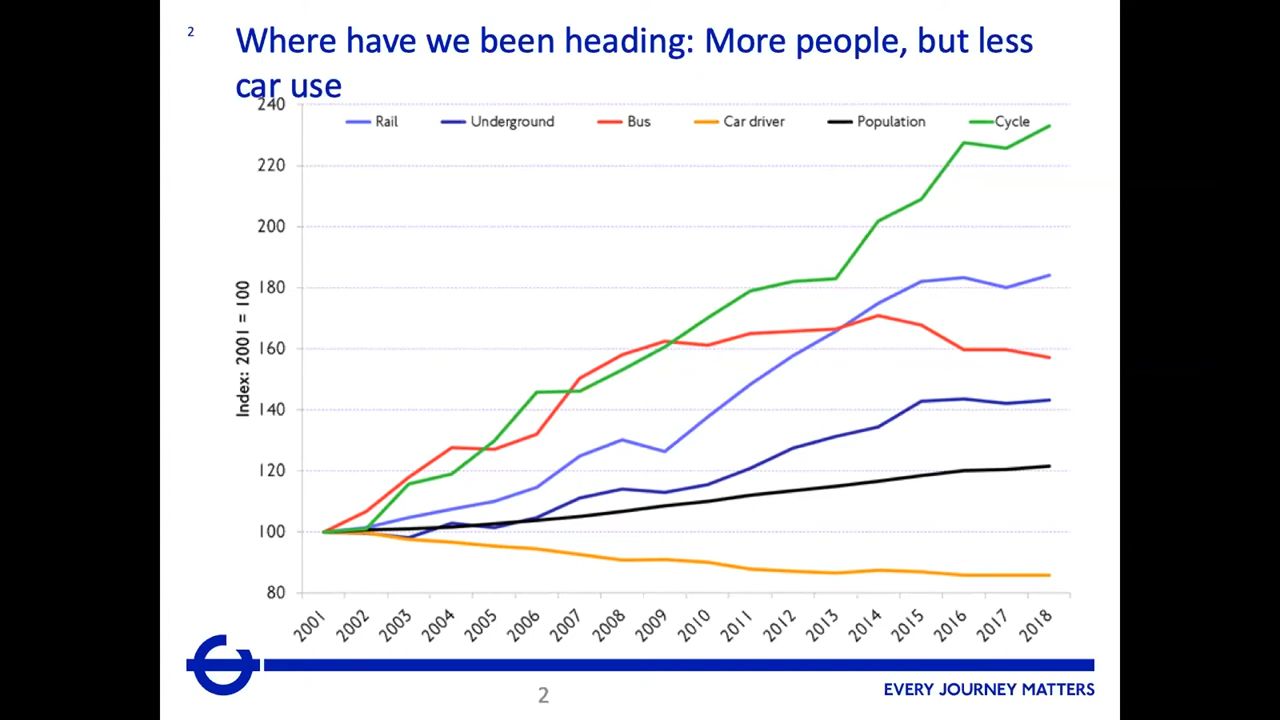 2
Where have we been heading: More people, but less
car use
240
Rail Underground Bus Car driver Population Cycle
220
200
180
160
140
120
100
80
Index: 2001 = 100
2001 2002 2003 2004 2005 2006 2007 2008 2009 2010 2011 2012 2013 2014 2015 2016 2017 2018
EVERY JOURNEY MATTERS
2